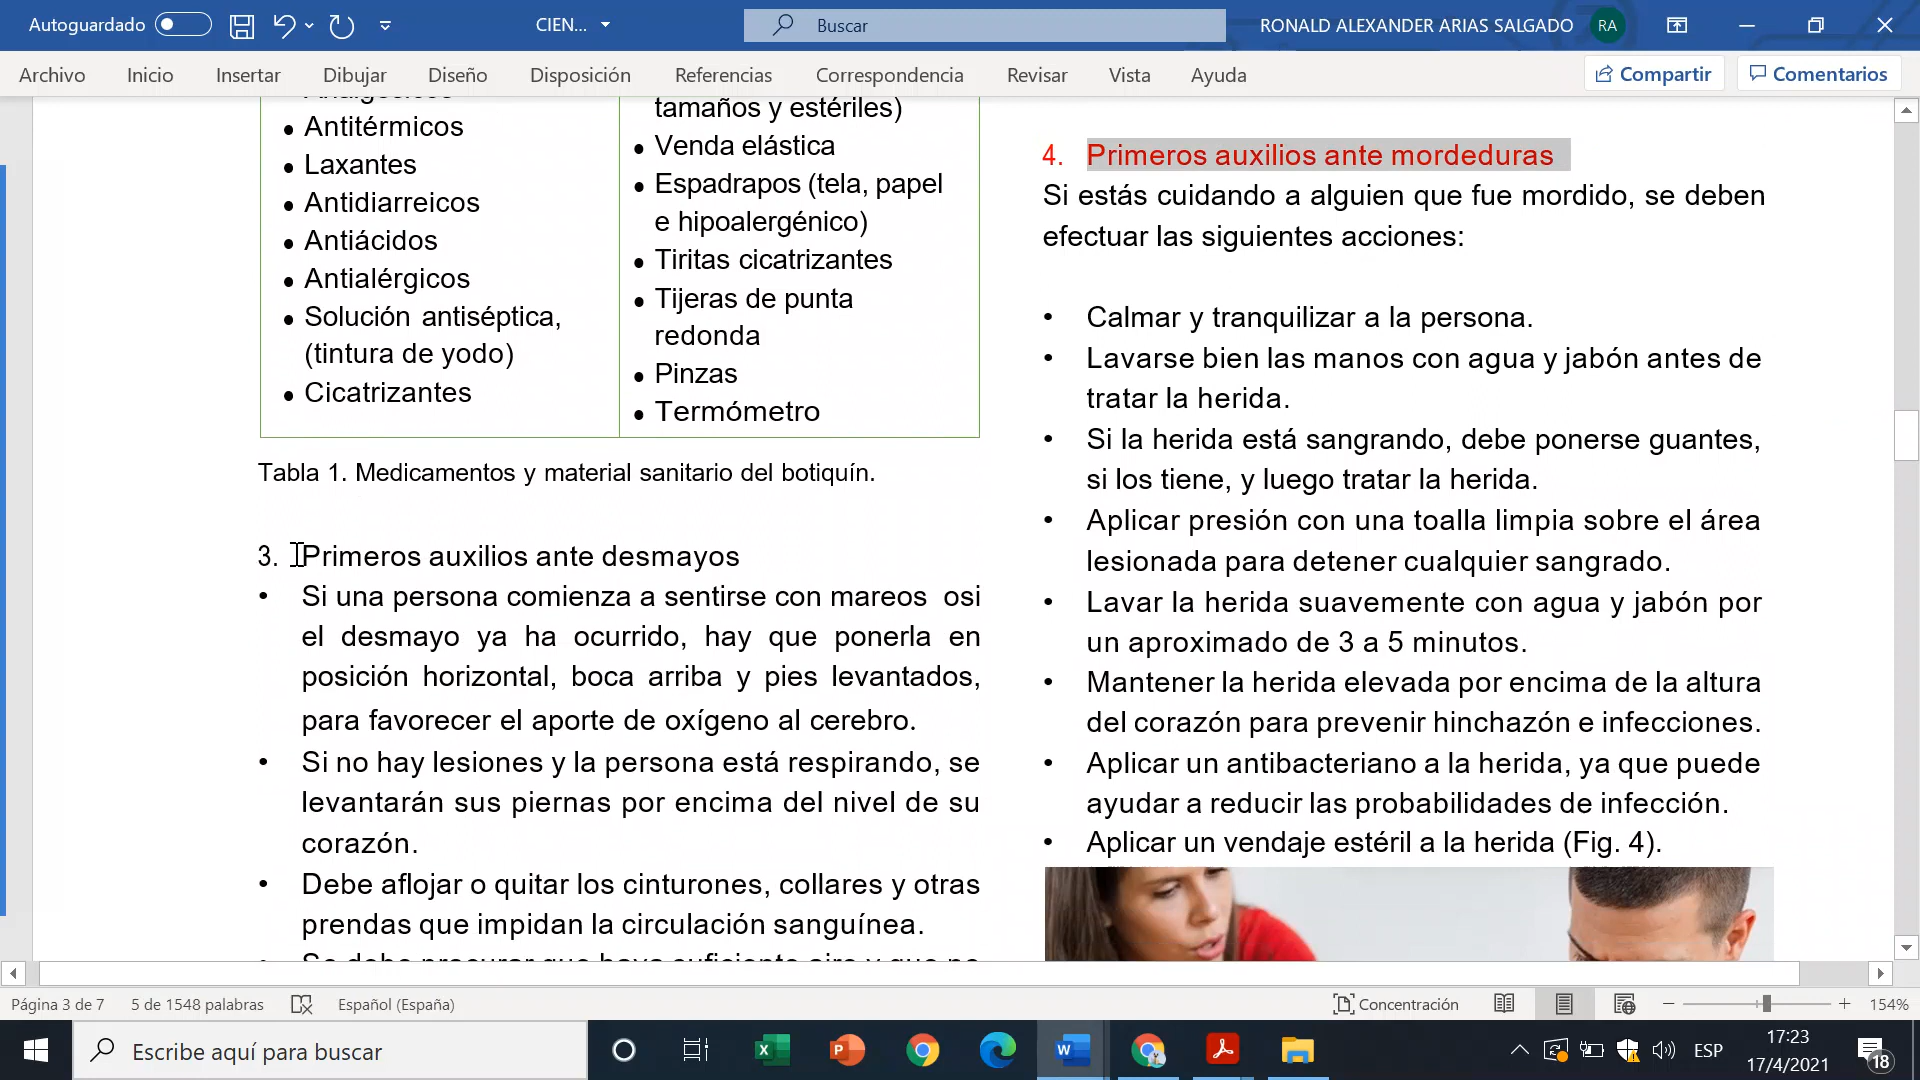 Autoguardado
CIEN...
Buscar
RONALD ALEXANDER ARIAS SALGADO
RA
Archivo
Inicio
Insertar
Dibujar
Diseño
Disposición
Referencias
Correspondencia
Revisar
Vista
Ayuda
Compartir
Comentarios
• Antitérmicos
• Laxantes
• Antidiarreicos
• Antiácidos
• Antialérgicos
• Solución antiséptica,
(tintura de yodo)
• Cicatrizantes
tamaños y estériles)
• Venda elástica
• Espadrapos (tela, papel
e hipoalergénico)
• Tiritas cicatrizantes
• Tijeras de punta
redonda
• Pinzas
• Termómetro
Tabla 1. Medicamentos y material sanitario del botiquín.
3. Primeros auxilios ante desmayos
• Si una persona comienza a sentirse con mareos osi
el desmayo ya ha ocurrido, hay que ponerla en
posición horizontal, boca arriba y pies levantados,
para favorecer el aporte de oxígeno al cerebro.
• Si no hay lesiones y la persona está respirando, se
levantarán sus piernas por encima del nivel de su
corazón.
• Debe aflojar o quitar los cinturones, collares y otras
prendas que impidan la circulación sanguínea.
• Se debe procurar que haya suficiente aire y que no
4. Primeros auxilios ante mordeduras
Si estás cuidando a alguien que fue mordido, se deben
efectuar las siguientes acciones:
• Calmar y tranquilizar a la persona.
• Lavarse bien las manos con agua y jabón antes de
tratar la herida.
• Si la herida está sangrando, debe ponerse guantes,
si los tiene, y luego tratar la herida.
• Aplicar presión con una toalla limpia sobre el área
lesionada para detener cualquier sangrado.
• Lavar la herida suavemente con agua y jabón por
un aproximado de 3 a 5 minutos.
• Mantener la herida elevada por encima de la altura
del corazón para prevenir hinchazón e infecciones.
• Aplicar un antibacteriano a la herida, ya que puede
ayudar a reducir las probabilidades de infección.
• Aplicar un vendaje estéril a la herida (Fig. 4).
Página 3 de 7
5 de 1548 palabras
Español (España)
Concentración
154%
Escribe aquí para buscar
ESP
17:23
17/4/2021
18